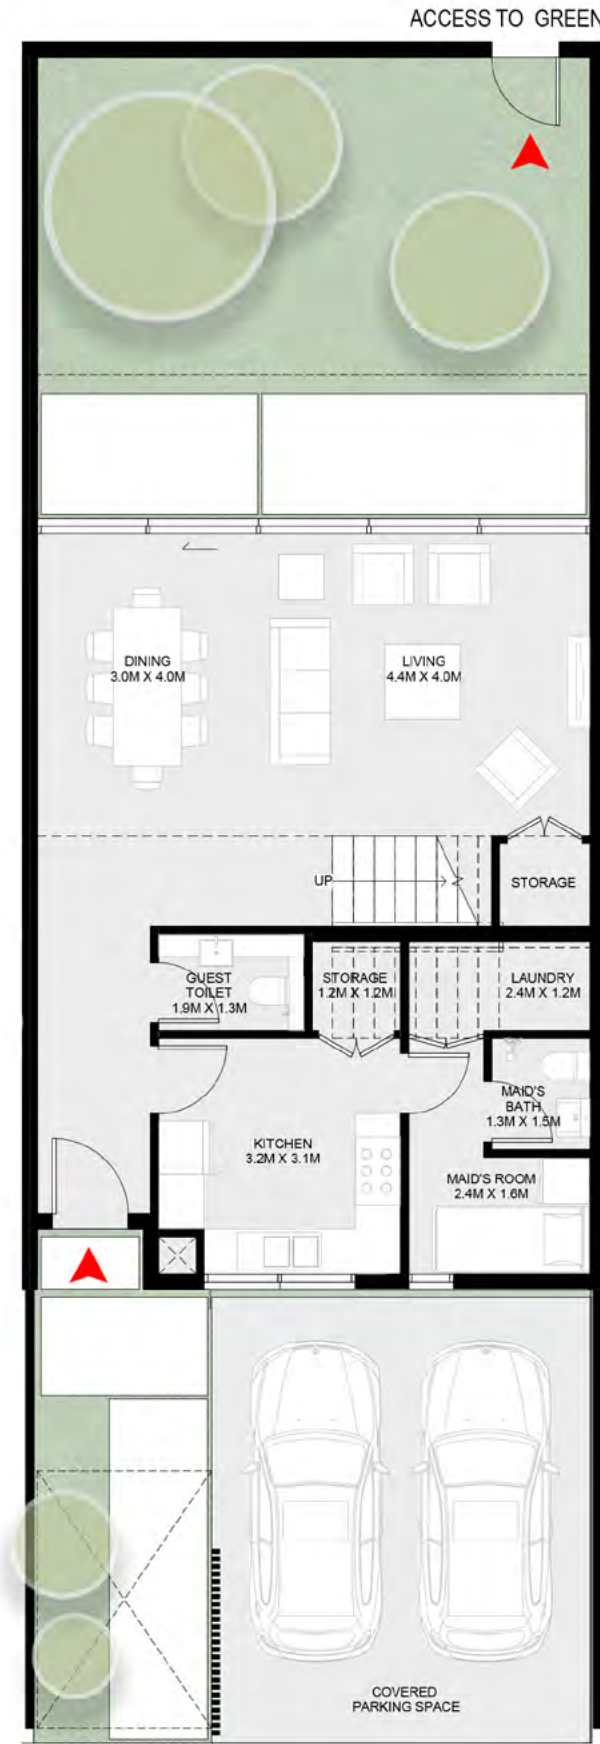 ACCESS TO GREEN
DINING
3.0M X 4.0M
LIVING
4.4M X 4.0M
UP
STORAGE
GUEST
TOILET
1.9M X 1.3M
STORAGE
1.2M X 1.2M
LAUNDRY
2.4M X 1.2M
MAID'S
BATH
1.3M X 1.5M
KITCHEN
3.2M X 3.1M
MAID'S ROOM
2.4M X 1.6M
COVERED
PARKING SPACE